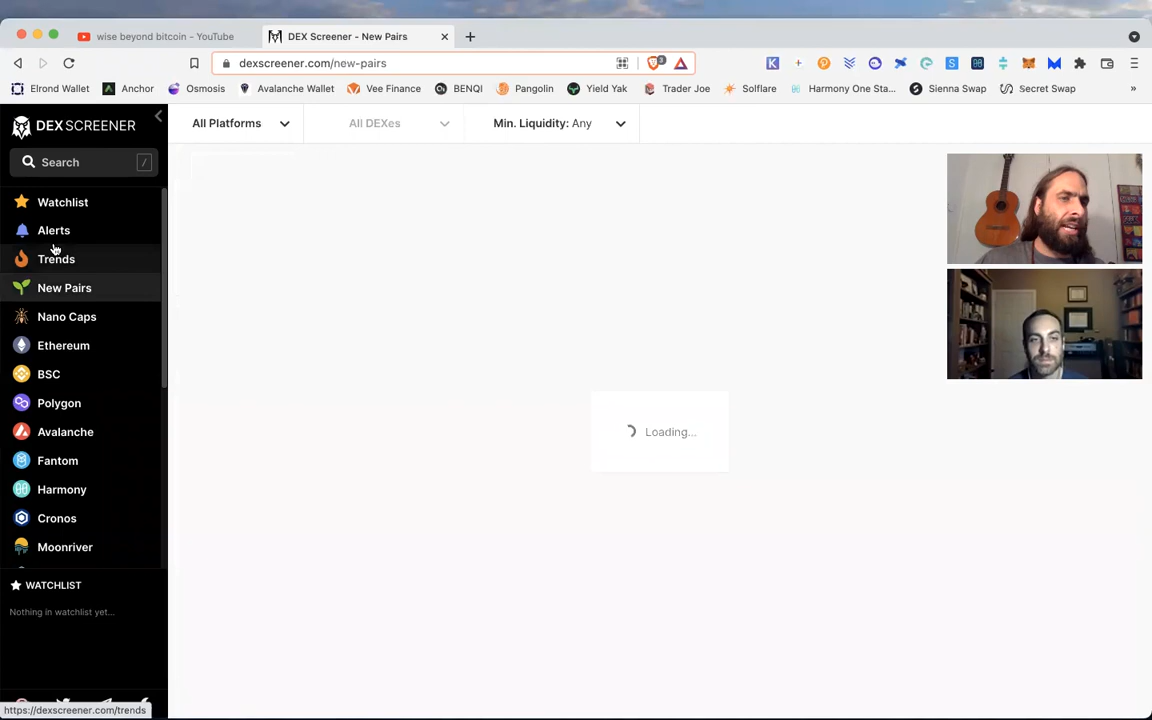 wise beyond bitcoin - YouTube
DEX Screener - New Pairs
dexscreener.com/new-pairs
3
Elrond Wallet Anchor Osmosis Avalanche Wallet Vee Finance BENQI Pangolin Yield Yak Trader Joe Solflare Harmony One Sta... Sienna Swap Secret Swap »
DEX SCREENER
All Platforms All DEXes Min. Liquidity: Any
Search /
Watchlist
Alerts
Trends
New Pairs
Nano Caps
Ethereum
BSC
Polygon
Avalanche
Loading...
Fantom
Harmony
Cronos
Moonriver
WATCHLIST
Nothing in watchlist yet...
https://dexscreener.com/trends